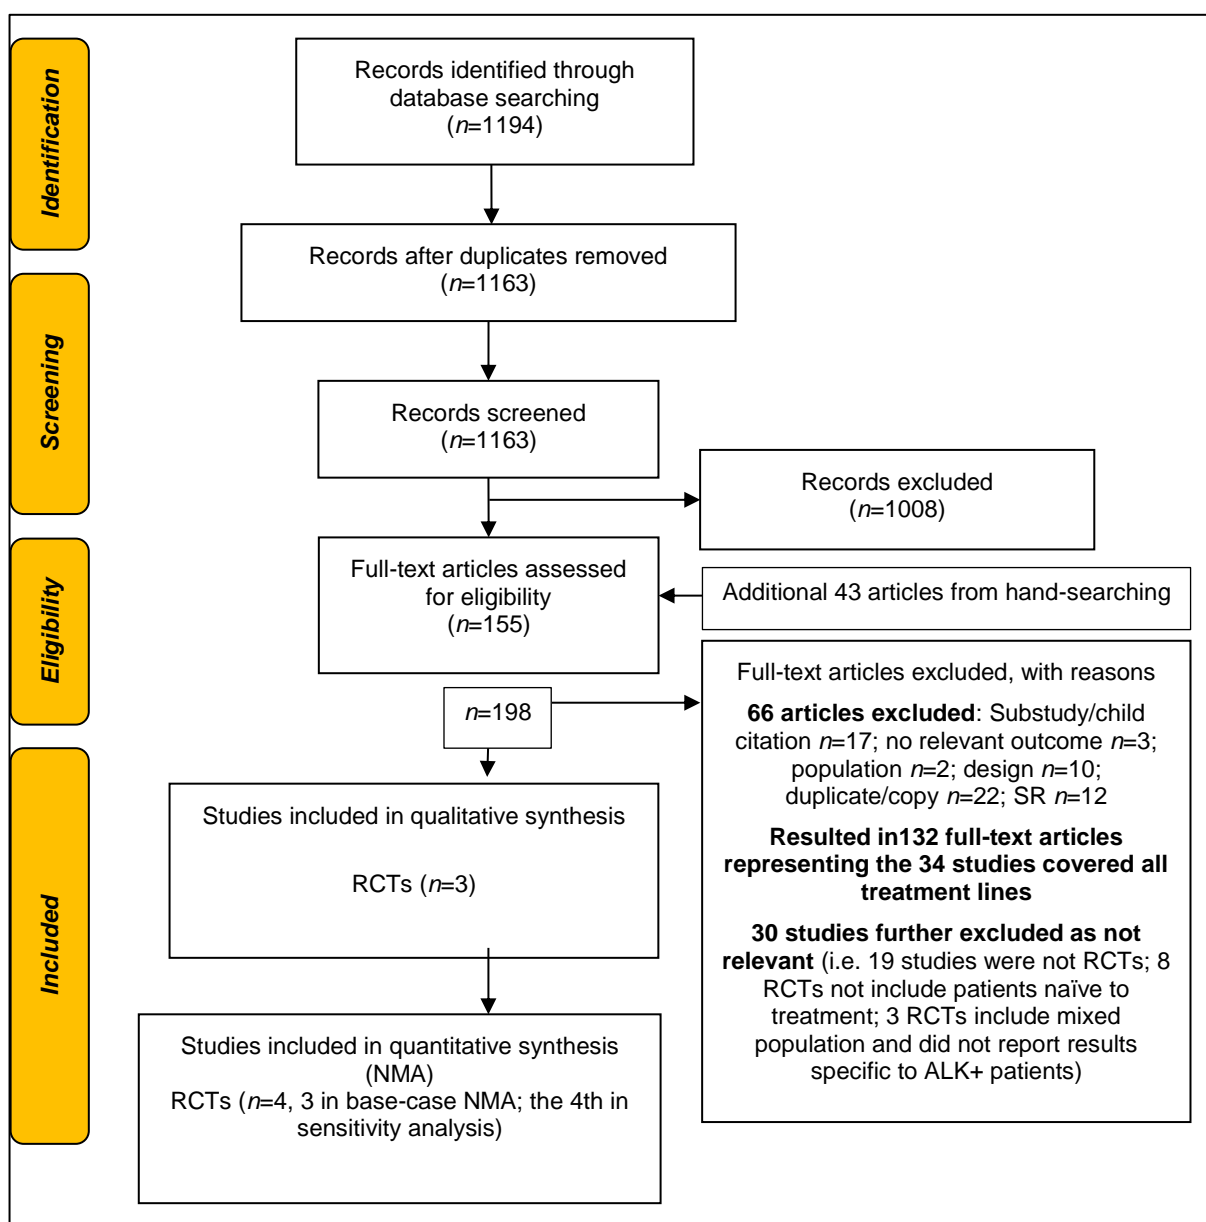 Identification
Records identified through
database searching
(n=1194)
Records after duplicates removed
(n=1163)
Screening
Records screened
(n=1163)
Records excluded
(n=1008)
Eligibility
Full-text articles assessed
for eligibility
(n=155)
Additional 43 articles from hand-searching
n=198
Full-text articles excluded, with reasons
66 articles excluded: Substudy/child
citation n=17; no relevant outcome n=3;
population n=2; design n=10;
duplicate/copy n=22; SR n=12
Resulted in132 full-text articles
representing the 34 studies covered all
treatment lines
30 studies further excluded as not
relevant (i.e. 19 studies were not RCTs; 8
RCTs not include patients naïve to
treatment; 3 RCTs include mixed
population and did not report results
specific to ALK+ patients)
Included
Studies included in qualitative synthesis
RCTs (n=3)
Studies included in quantitative synthesis
(NMA)
RCTs (n=4, 3 in base-case NMA; the 4th in
sensitivity analysis)